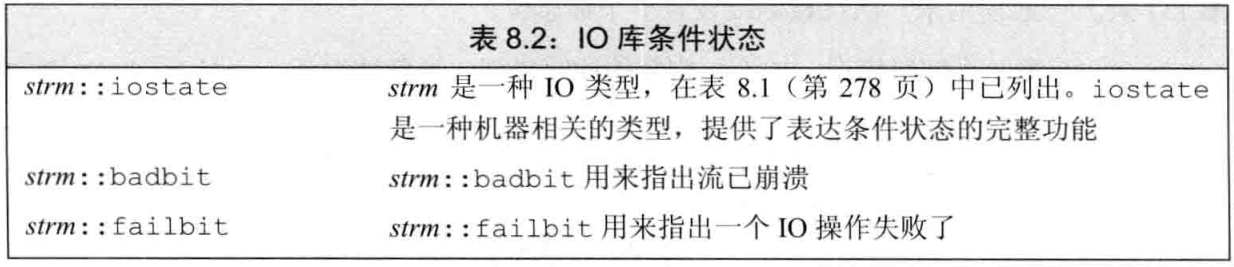 表 8.2：IO 库条件状态
strm::iostate strm 是一种 IO 类型，在表 8.1（第 278 页）中已列出。iostate
是一种机器相关的类型，提供了表达条件状态的完整功能
strm::badbit strm::badbit 用来指出流已崩溃
strm::failbit strm::failbit 用来指出一个 IO 操作失败了